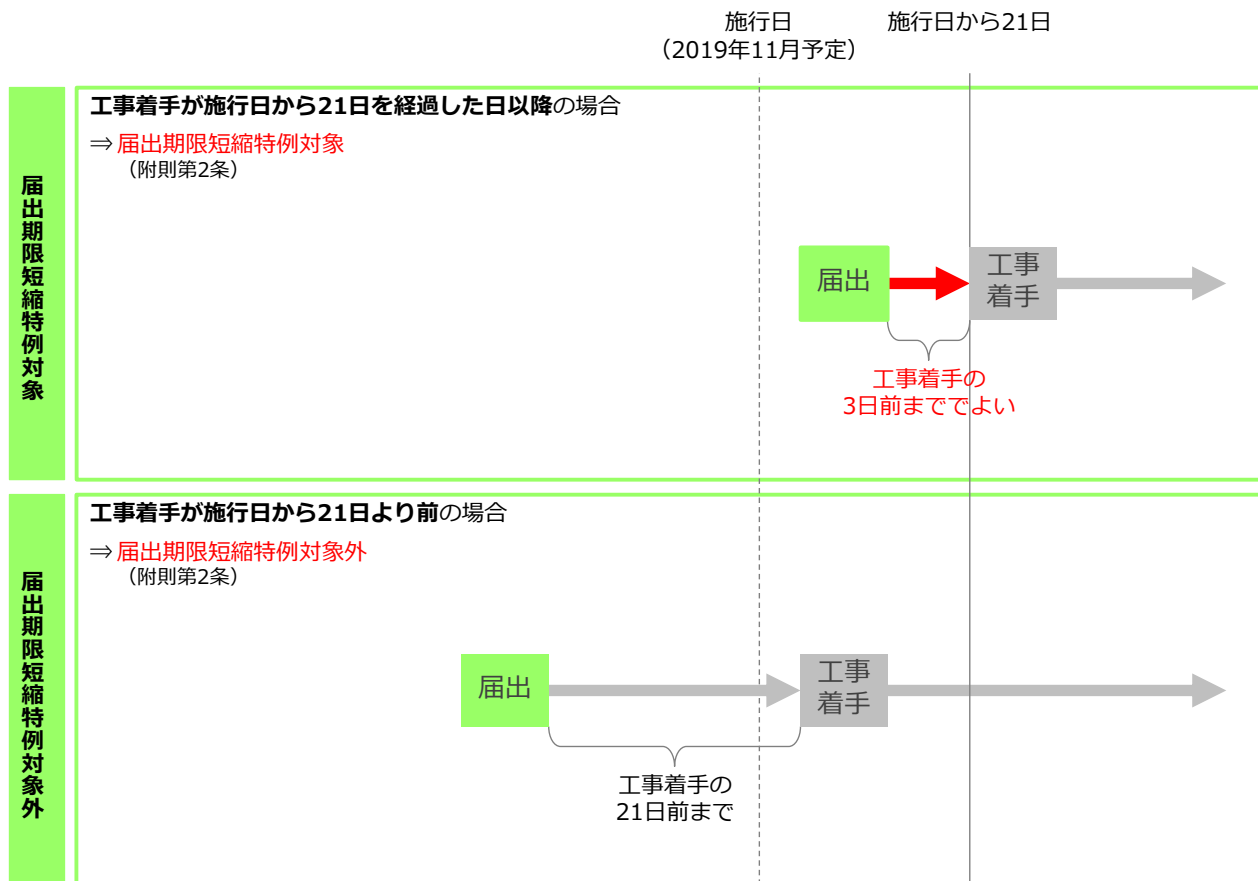 施行日
（2019年11月予定）
施行日から21日
届出期限短縮特例対象
工事着手が施行日から21日を経過した日以降の場合
⇒ 届出期限短縮特例対象
（附則第2条）
届出
工事
着手
工事着手の
3日前まででよい
届出期限短縮特例対象外
工事着手が施行日から21日より前の場合
⇒ 届出期限短縮特例対象外
（附則第2条）
届出
工事
着手
工事着手の
21日前まで